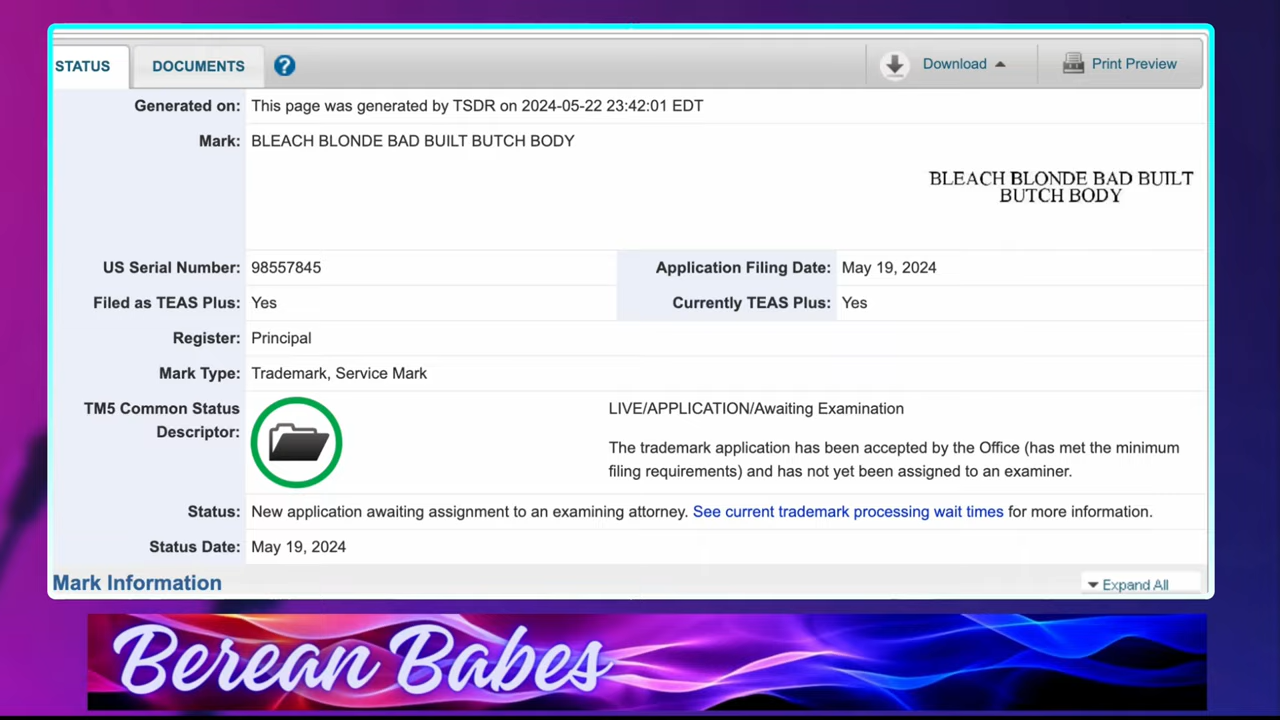 STATUS DOCUMENTS ? Download Print Preview
Generated on: This page was generated by TSDR on 2024-05-22 23:42:01 EDT
Mark: BLEACH BLONDE BAD BUILT BUTCH BODY
BLEACH BLONDE BAD BUILT
BUTCH BODY
US Serial Number: 98557845 Application Filing Date: May 19, 2024
Filed as TEAS Plus: Yes Currently TEAS Plus: Yes
Register: Principal
Mark Type: Trademark, Service Mark
TM5 Common Status
Descriptor:
LIVE/APPLICATION/Awaiting Examination
The trademark application has been accepted by the Office (has met the minimum
filing requirements) and has not yet been assigned to an examiner.
Status: New application awaiting assignment to an examining attorney. See current trademark processing wait times for more information.
Status Date: May 19, 2024
Mark Information Expand All
Berean Babes